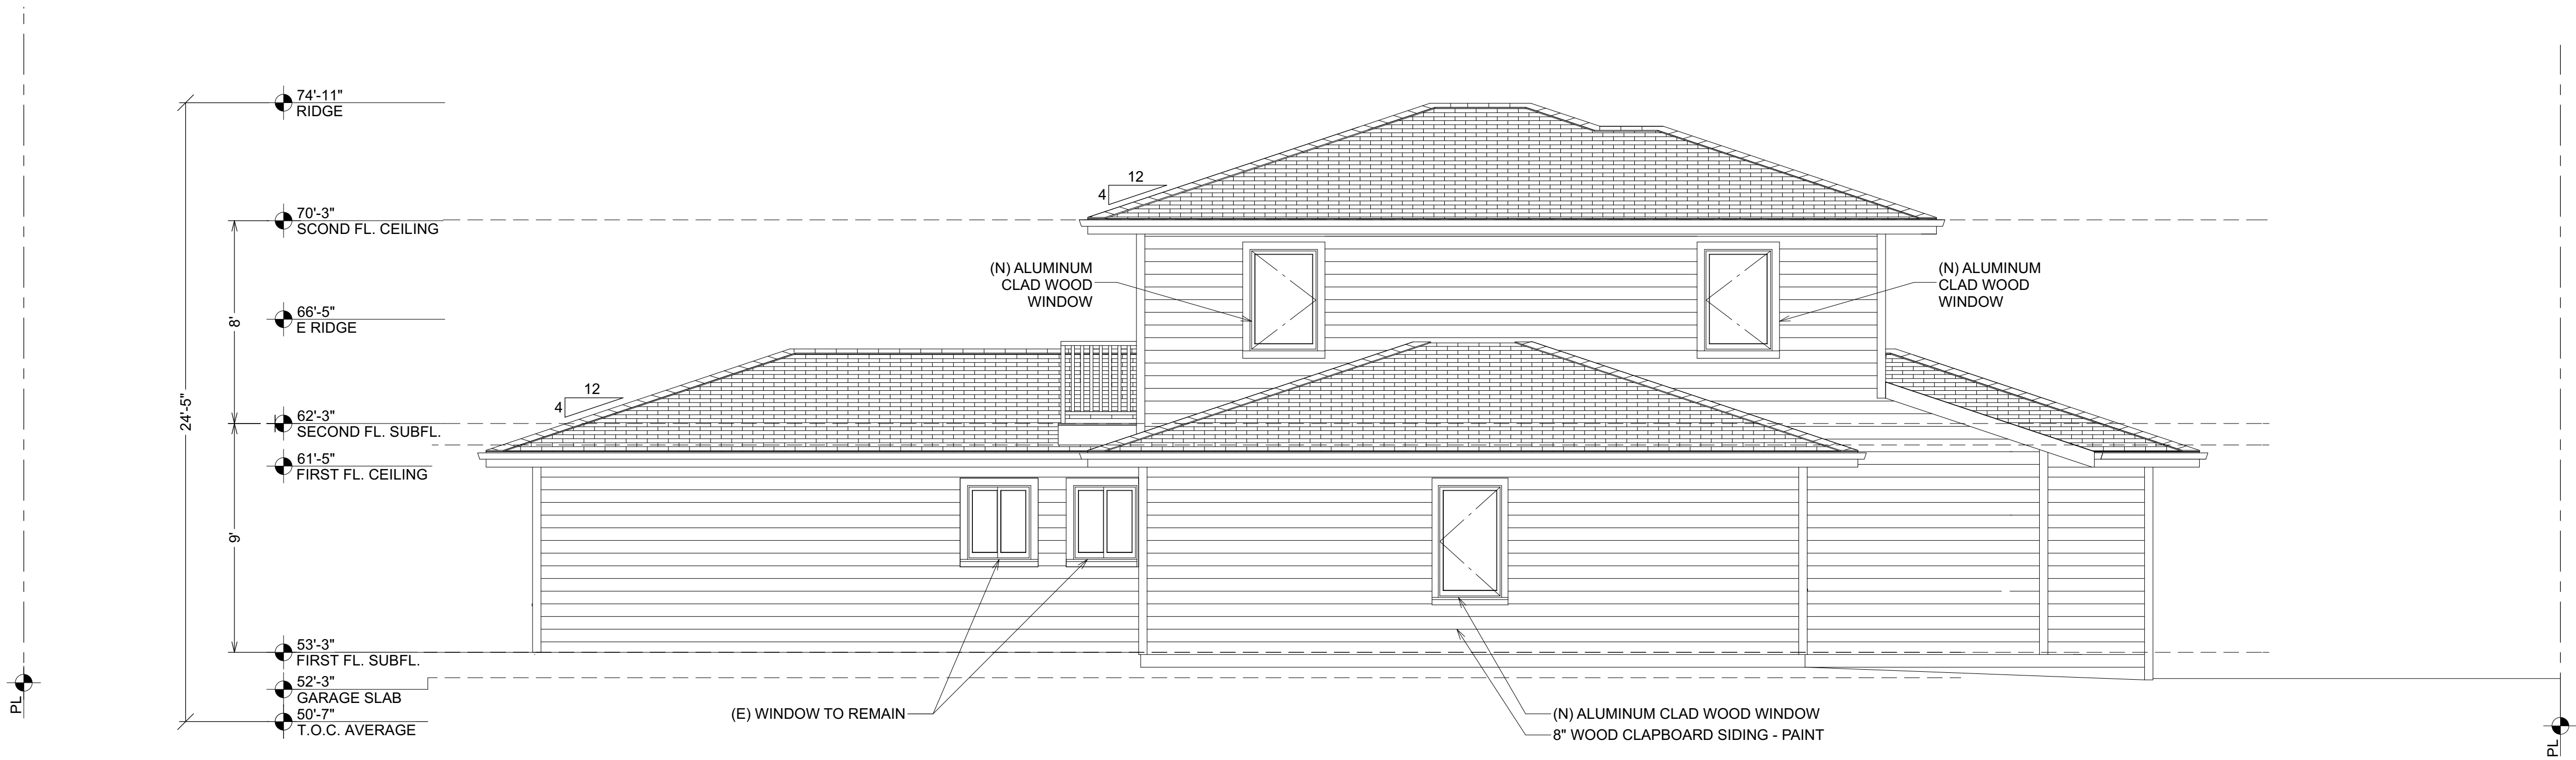 74'-11"
RIDGE
12
4
70'-3"
SCOND FL. CEILING
(N) ALUMINUM
CLAD WOOD
WINDOW
(N) ALUMINUM
CLAD WOOD
WINDOW
66'-5"
E RIDGE
8'
12
4
24'-5"
62'-3"
SECOND FL. SUBFL.
61'-5"
FIRST FL. CEILING
9'
53'-3"
FIRST FL. SUBFL.
52'-3"
GARAGE SLAB
50'-7"
T.O.C. AVERAGE
PL
(E) WINDOW TO REMAIN
(N) ALUMINUM CLAD WOOD WINDOW
8" WOOD CLAPBOARD SIDING - PAINT
PL